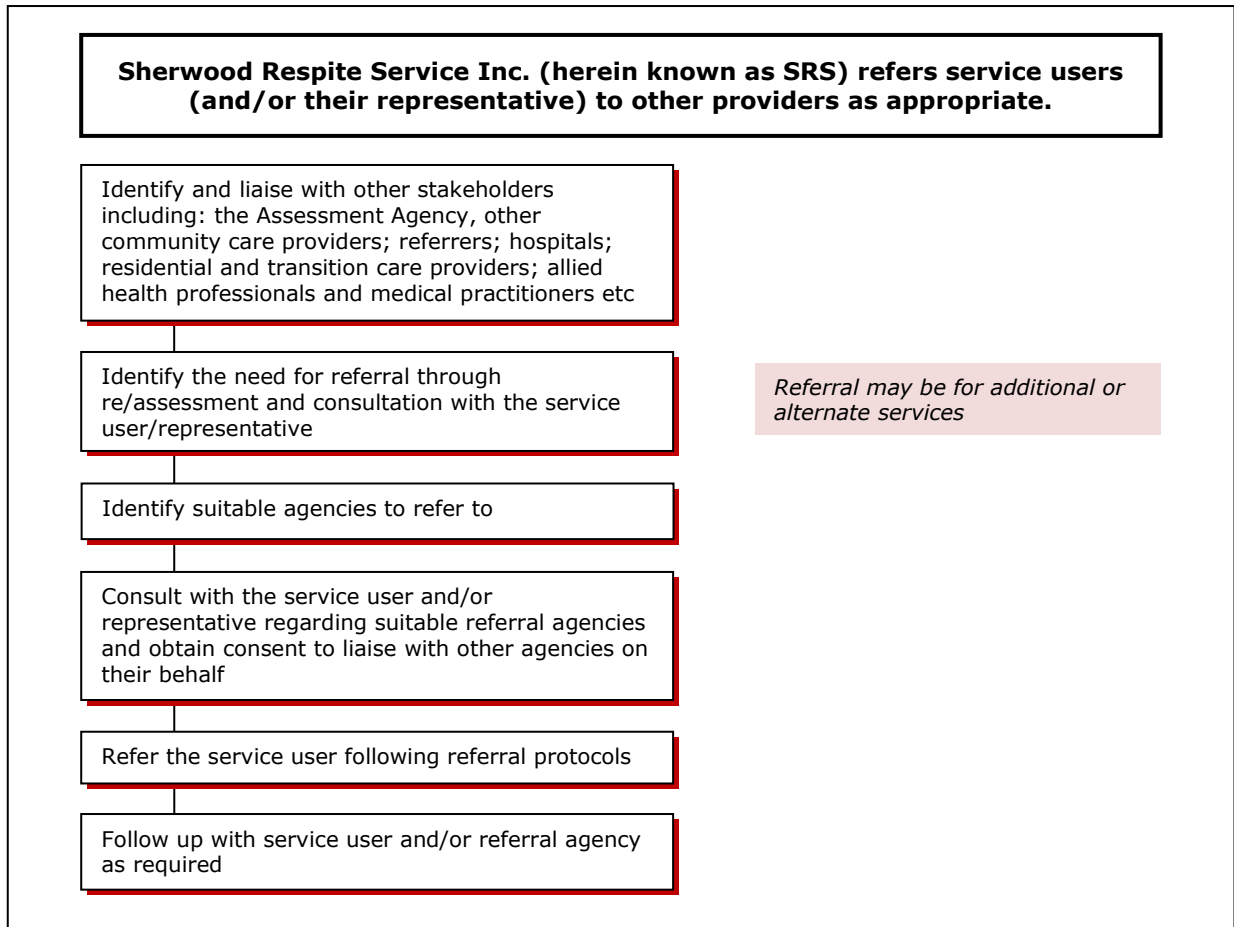 Sherwood Respite Service Inc. (herein known as SRS) refers service users
(and/or their representative) to other providers as appropriate.
Identify and liaise with other stakeholders
including: the Assessment Agency, other
community care providers; referrers; hospitals;
residential and transition care providers; allied
health professionals and medical practitioners etc
Identify the need for referral through
re/assessment and consultation with the service
user/representative
Referral may be for additional or
alternate services
Identify suitable agencies to refer to
Consult with the service user and/or
representative regarding suitable referral agencies
and obtain consent to liaise with other agencies on
their behalf
Refer the service user following referral protocols
Follow up with service user and/or referral agency
as required